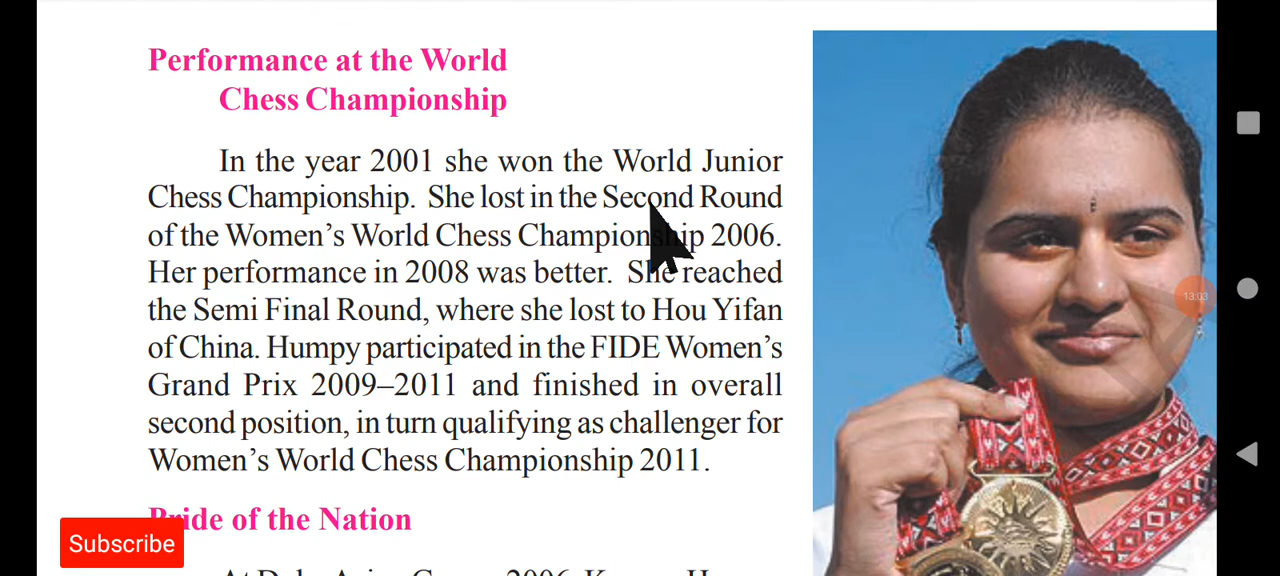 Performance at the World
Chess Championship
In the year 2001 she won the World Junior
Chess Championship. She lost in the Second Round
of the Women's World Chess Championship 2006.
Her performance in 2008 was better. She reached
the Semi Final Round, where she lost to Hou Yifan
of China. Humpy participated in the FIDE Women's
Grand Prix 2009–2011 and finished in overall
second position, in turn qualifying as challenger for
Women's World Chess Championship 2011.
Pride of the Nation
Subscribe
13:03